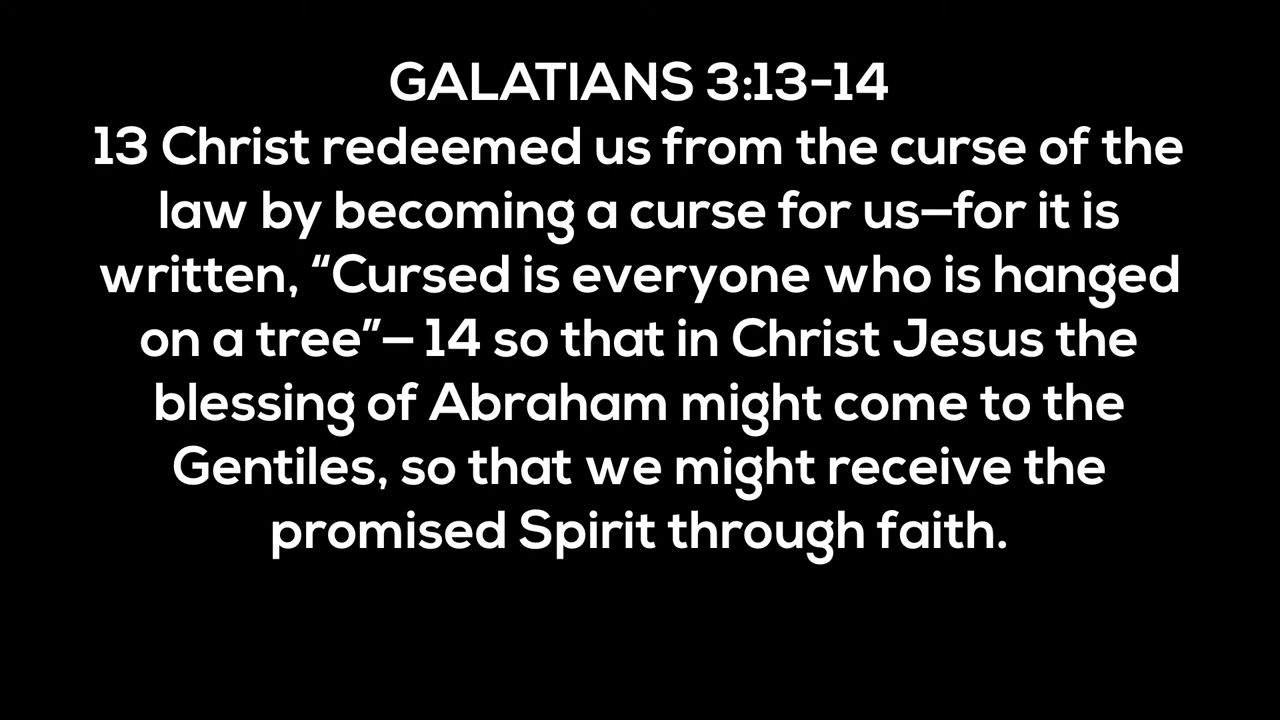 GALATIANS 3:13-14
13 Christ redeemed us from the curse of the
law by becoming a curse for us—for it is
written, “Cursed is everyone who is hanged
on a tree”— 14 so that in Christ Jesus the
blessing of Abraham might come to the
Gentiles, so that we might receive the
promised Spirit through faith.